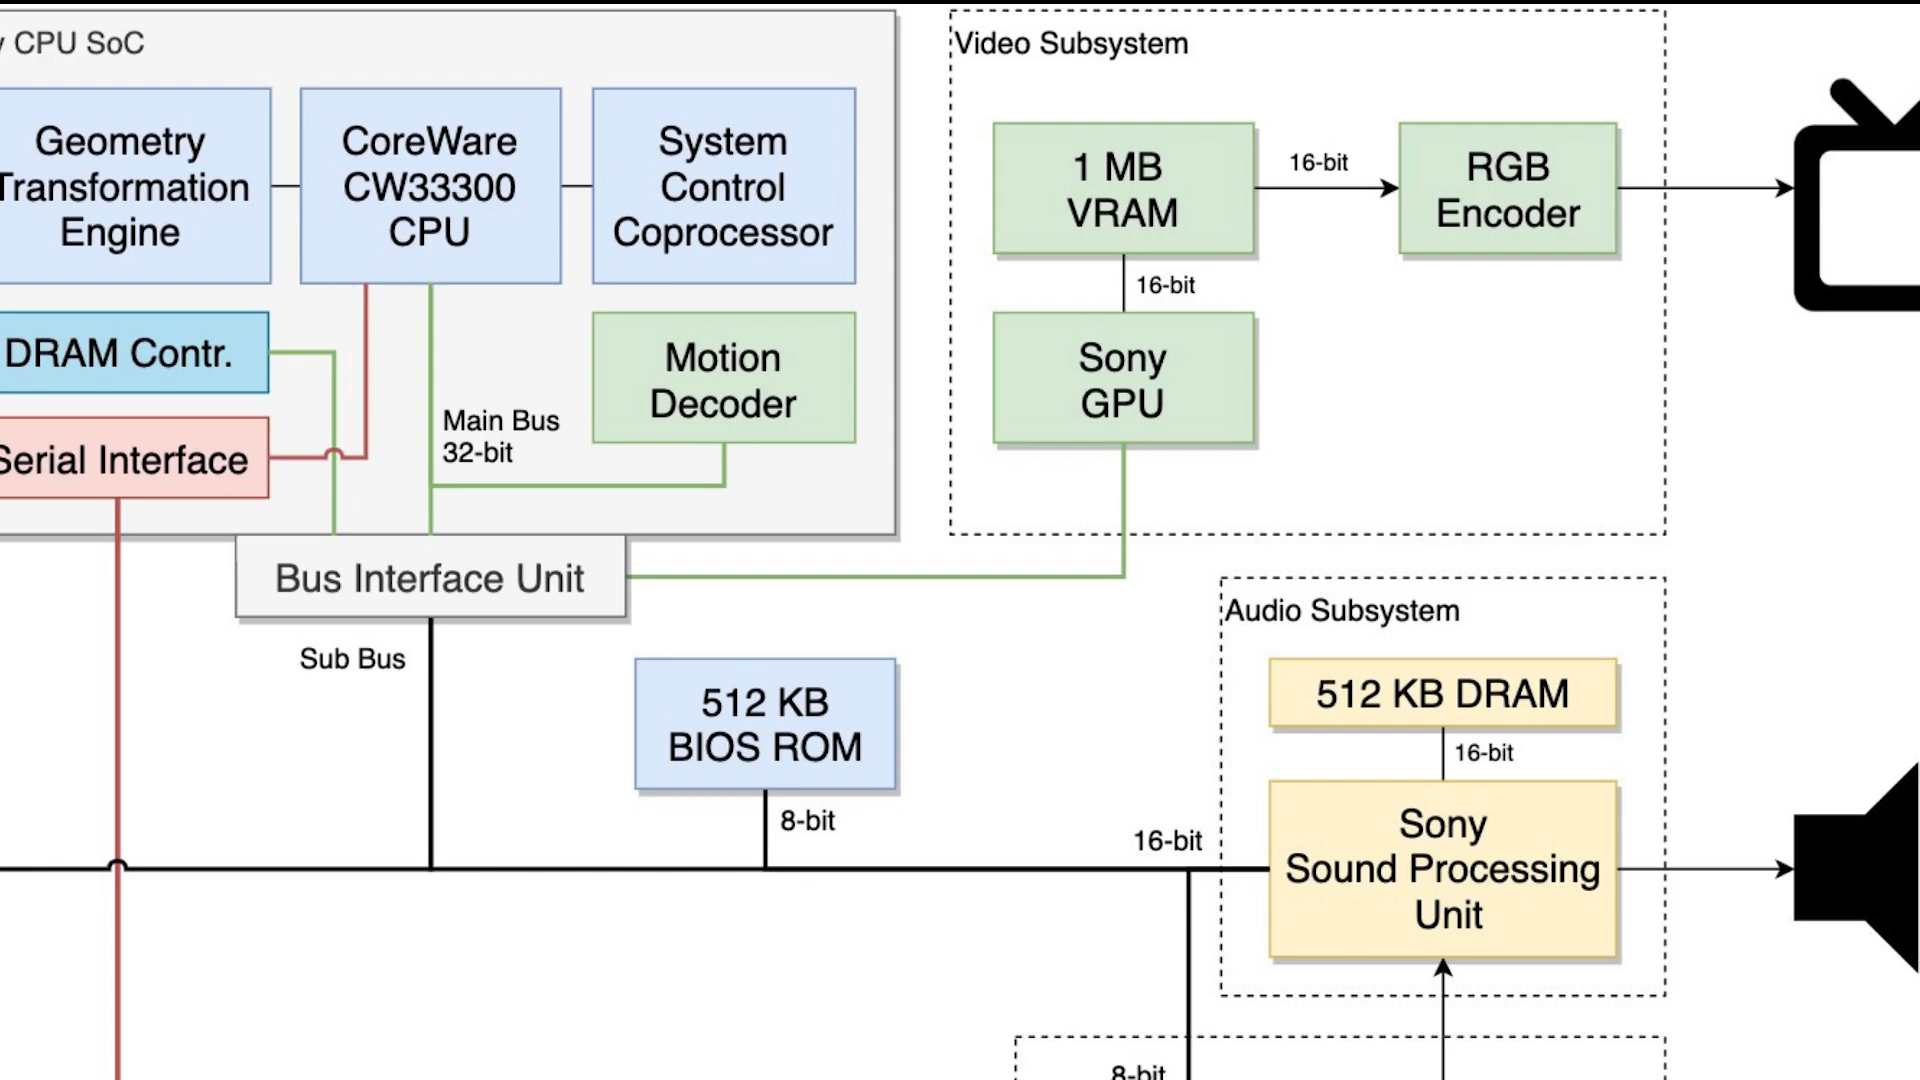 CPU SoC
Geometry
Transformation
Engine
CoreWare
CW33300
CPU
System
Control
Coprocessor
DRAM Contr.
Serial Interface
Main Bus
32-bit
Motion
Decoder
Bus Interface Unit
Sub Bus
Video Subsystem
1 MB
VRAM
16-bit
RGB
Encoder
16-bit
Sony
GPU
512 KB
BIOS ROM
8-bit
16-bit
Audio Subsystem
512 KB DRAM
16-bit
Sony
Sound Processing
Unit
8-bit